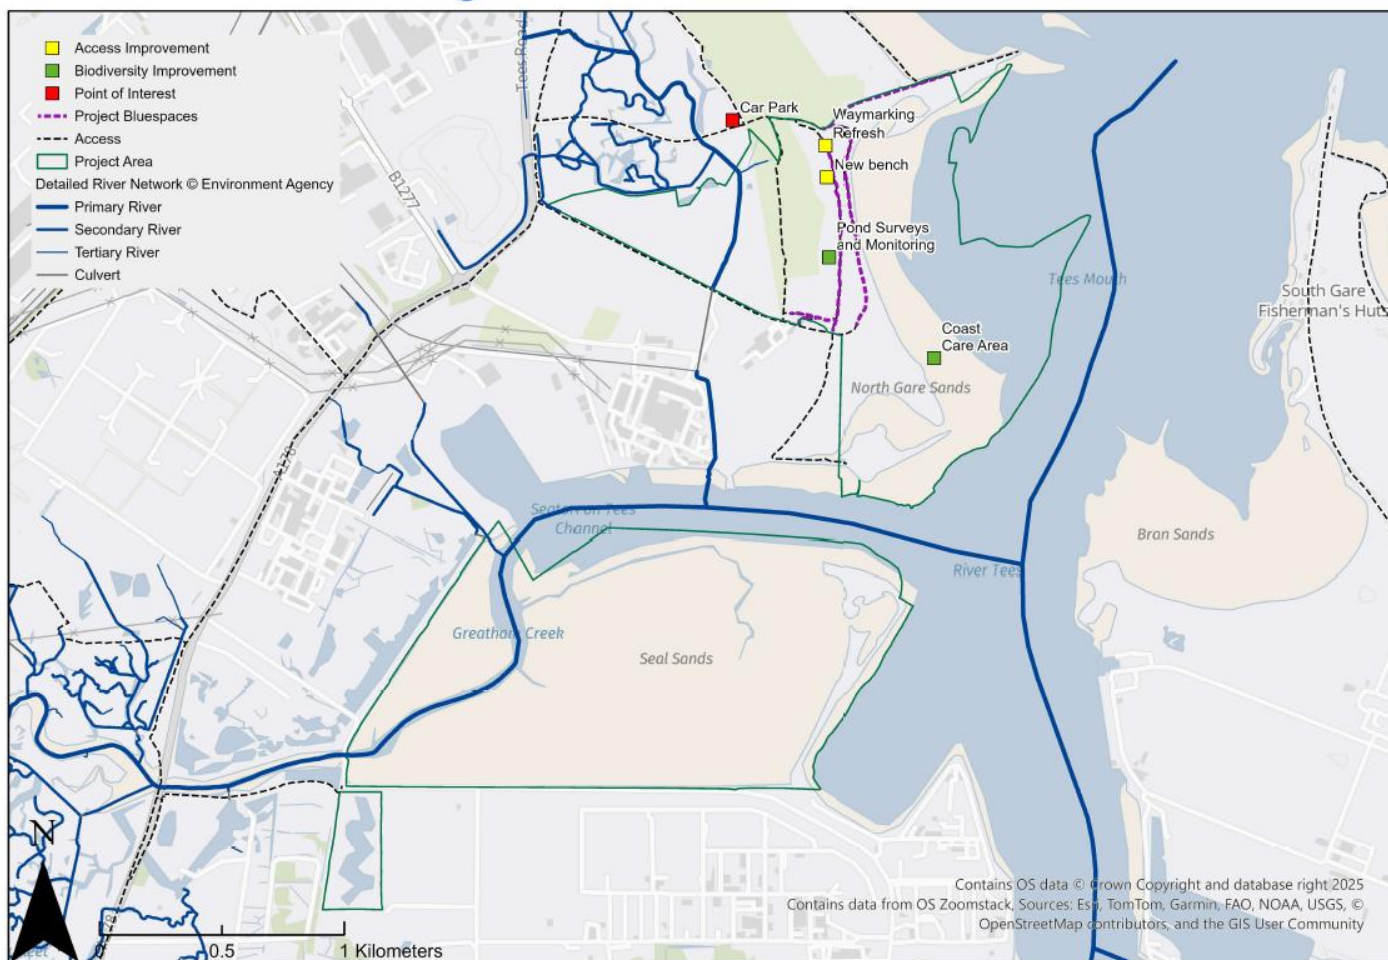 Access Improvement
Biodiversity Improvement
Point of Interest
Project Bluespaces
Access
Project Area
Detailed River Network © Environment Agency
Primary River
Secondary River
Tertiary River
Culvert
Tees Road
B1277
Car Park
Waymarking
Refresh
New bench
Pond Surveys
and Monitoring
Tees Mouth
South Gare
Fisherman's Huts
Coast
Care Area
North Gare Sands
A178
Seaton on Tees
Channel
Bran Sands
River Tees
Greatham Creek
Seal Sands
N
0
0.5
1 Kilometers
Contains OS data © Crown Copyright and database right 2025
Contains data from OS Zoomstack, Sources: Esri, TomTom, Garmin, FAO, NOAA, USGS, ©
OpenStreetMap contributors, and the GIS User Community